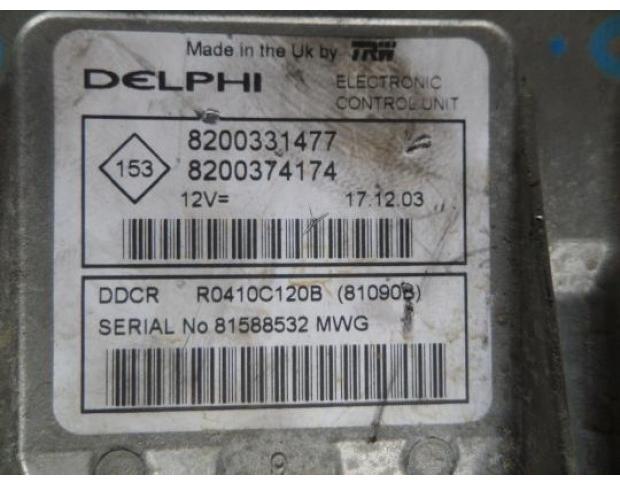 Made in the Uk by TRW
DELPHI
ELECTRONIC
CONTROL UNIT
153
8200331477
8200374174
12V=
17.12.03
DDCR R0410C120B (81090B)
SERIAL No 81588532 MWG